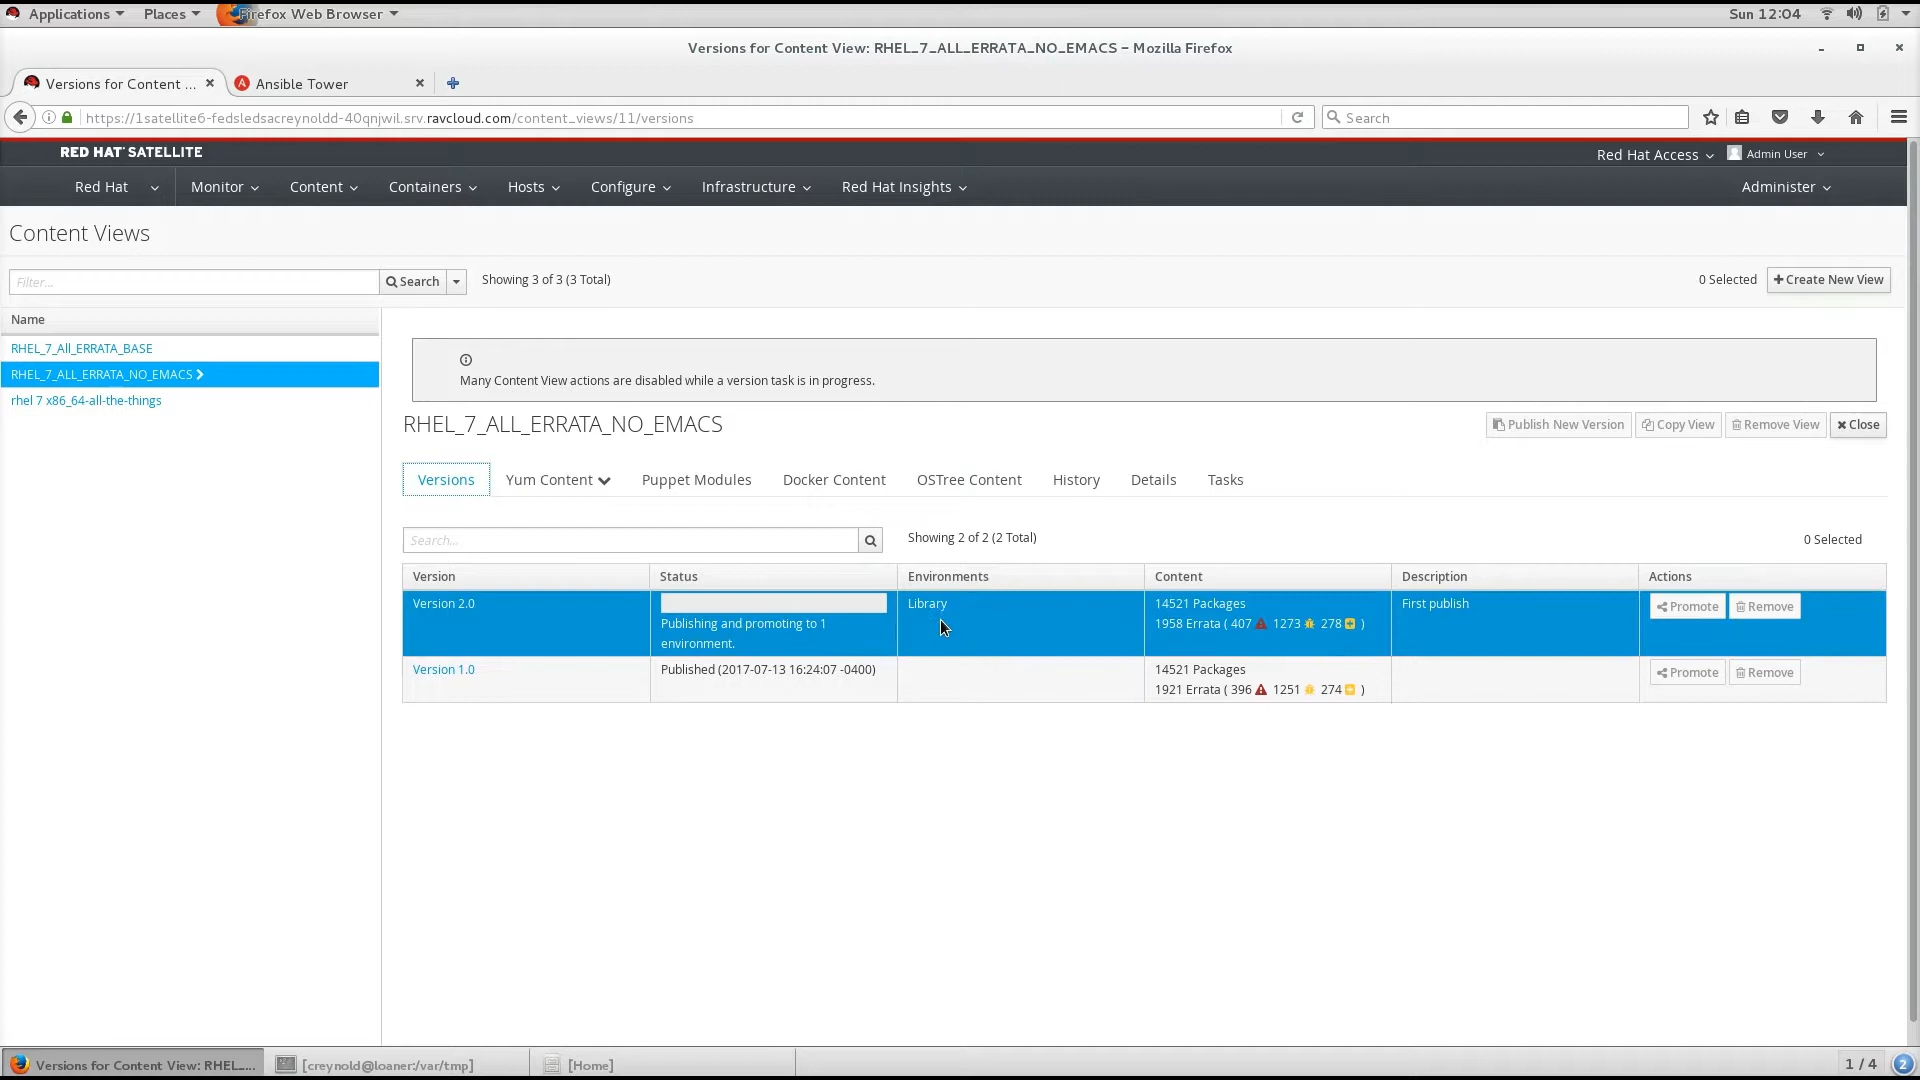 Applications Places Firefox Web Browser Sun 12:04
Versions for Content View: RHEL_7_ALL_ERRATA_NO_EMACS - Mozilla Firefox
Versions for Content ... Ansible Tower
https://1satellite6-fedsledsacreynoldd-40qnjwil.srv.ravcloud.com/content_views/11/versions Search
RED HAT SATELLITE Red Hat Access Admin User
Red Hat Monitor Content Containers Hosts Configure Infrastructure Red Hat Insights Administer
Content Views
Filter... Search Showing 3 of 3 (3 Total) 0 Selected Create New View
Name
RHEL_7_All_ERRATA_BASE
RHEL_7_ALL_ERRATA_NO_EMACS
rhel 7 x86_64-all-the-things
Many Content View actions are disabled while a version task is in progress.
RHEL_7_ALL_ERRATA_NO_EMACS Publish New Version Copy View Remove View Close
Versions Yum Content Puppet Modules Docker Content OSTree Content History Details Tasks
Search... Showing 2 of 2 (2 Total) 0 Selected
Version Status Environments Content Description Actions
Version 2.0 Library 14521 Packages First publish Promote Remove
Publishing and promoting to 1 1958 Errata ( 407 1273 278 )
environment.
Version 1.0 Published (2017-07-13 16:24:07 -0400) 14521 Packages Promote Remove
1921 Errata ( 396 1251 274 )
Versions for Content View: RHEL_... [creynold@loaner:/var/tmp] [Home] 1 / 4 2